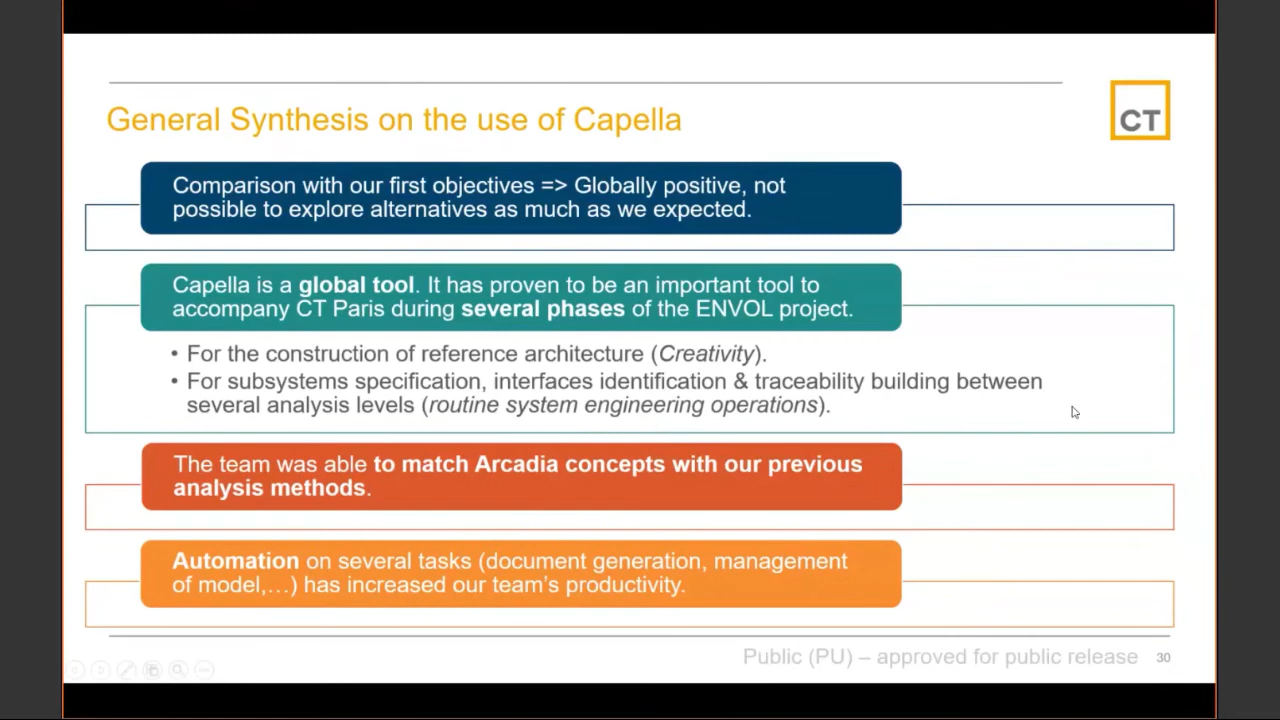 General Synthesis on the use of Capella
CT
Comparison with our first objectives => Globally positive, not
possible to explore alternatives as much as we expected.
Capella is a global tool. It has proven to be an important tool to
accompany CT Paris during several phases of the ENVOL project.
• For the construction of reference architecture (Creativity).
• For subsystems specification, interfaces identification & traceability building between
several analysis levels (routine system engineering operations).
The team was able to match Arcadia concepts with our previous
analysis methods.
Automation on several tasks (document generation, management
of model,…) has increased our team's productivity.
Public (PU) – approved for public release 30